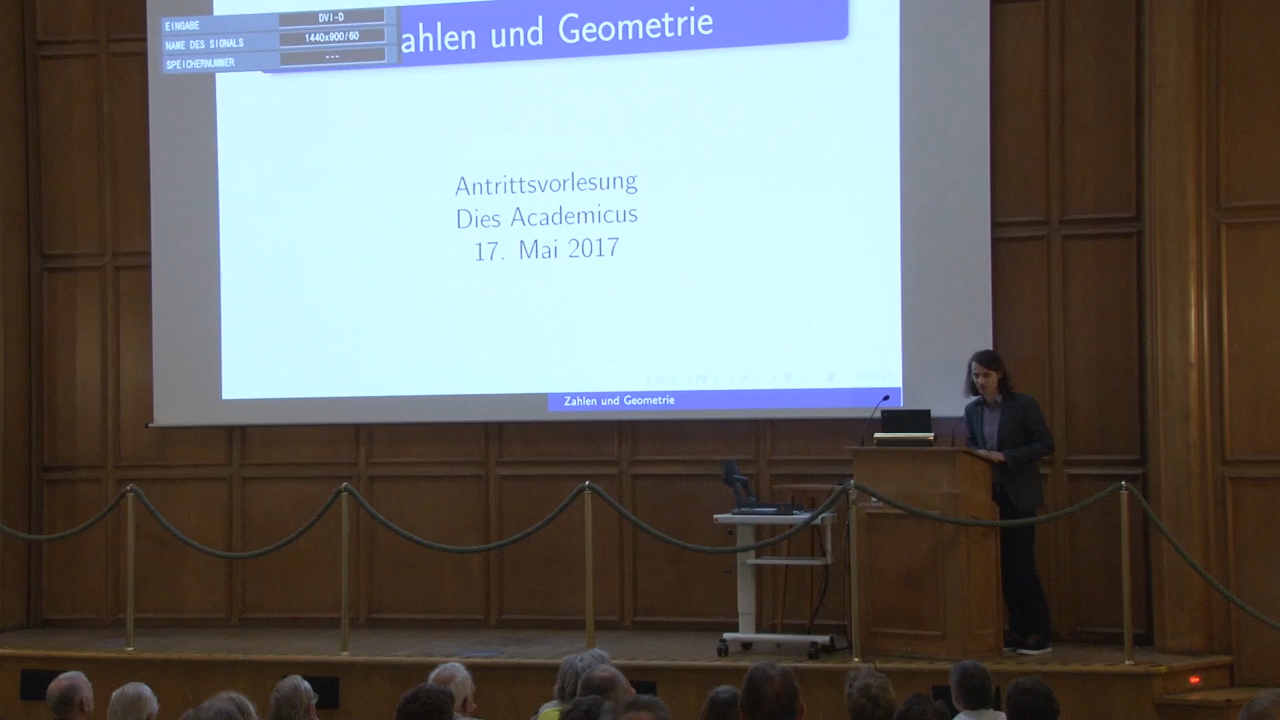 EINGABE DVI-D
NAME DES SIGNALS 1440x900/60
SPEICHERNUMMER ---
ahlen und Geometrie
Antrittsvorlesung
Dies Academicus
17. Mai 2017
Zahlen und Geometrie